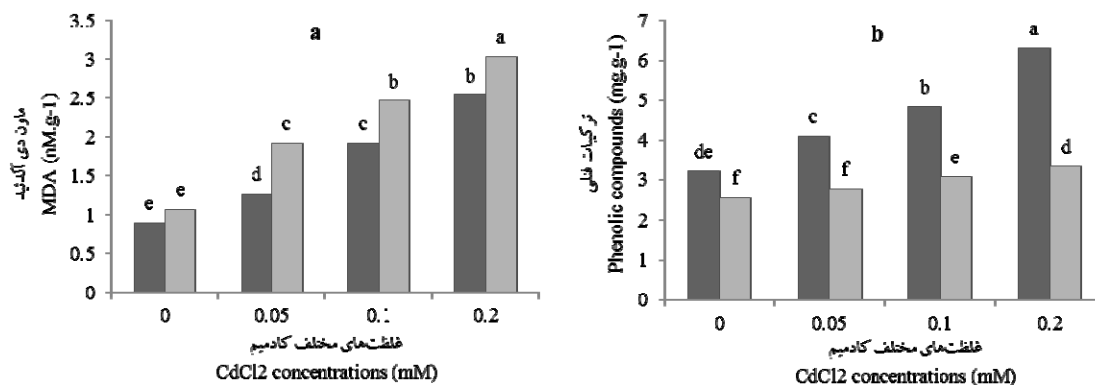 a
مالون دی آلدئید
MDA (nM.g-1)
3.5
3
2.5
2
1.5
1
0.5
0
e e d c c b b a
0 0.05 0.1 0.2
غلظت‌های مختلف کادمیم
CdCl2 concentrations (mM)
b
ترکیبات فنلی
Phenolic compounds (mg.g-1)
7
6
5
4
3
2
1
0
de f c f b e a d
0 0.05 0.1 0.2
غلظت‌های مختلف کادمیم
CdCl2 concentrations (mM)